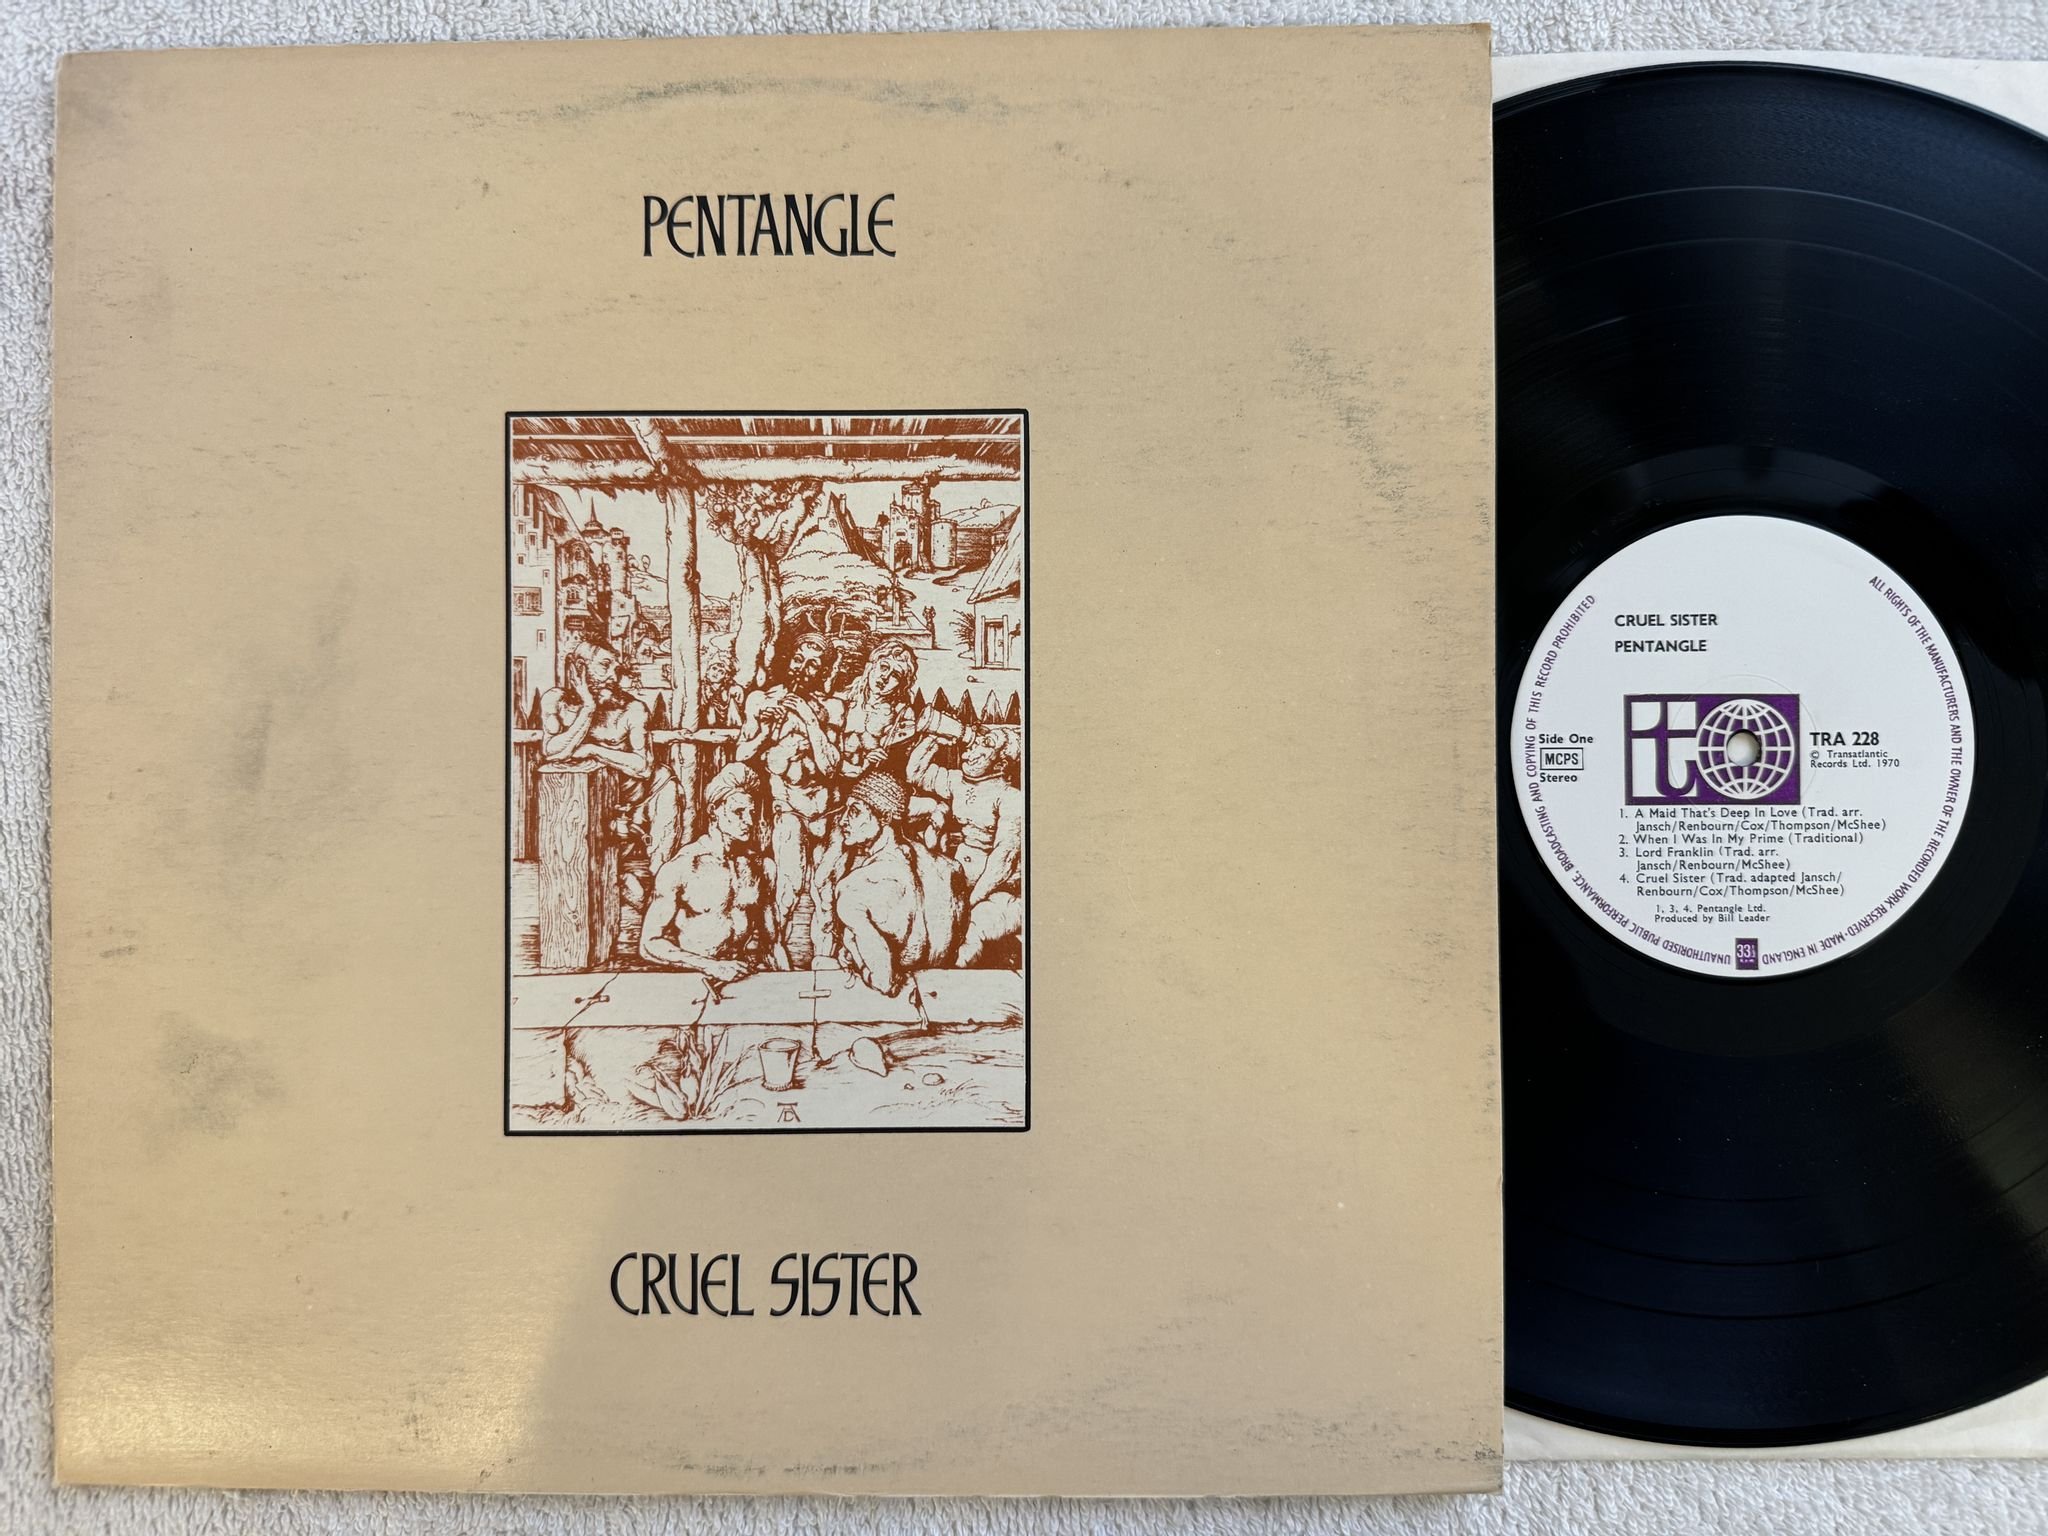 PENTANGLE
CRUEL SISTER
CRUEL SISTER
PENTANGLE
to
Side One
MCPS
Stereo
TRA 228
© Transatlantic
Records Ltd. 1970
1. A Maid That's Deep In Love (Trad. arr.
Jansch/Renbourn/Cox/Thompson/McShee)
2. When I Was In My Prime (Traditional)
3. Lord Franklin (Trad. arr.
Jansch/Renbourn/McShee)
4. Cruel Sister (Trad. adapted Jansch/
Renbourn/Cox/Thompson/McShee)
1, 3, 4. Pentangle Ltd.
Produced by Bill Leader
ALL RIGHTS OF THE MANUFACTURERS AND THE OWNER OF THE RECORDED WORK RESERVED · MADE IN ENGLAND
33⅓
R.P.M.
UNAUTHORISED PUBLIC PERFORMANCE, BROADCASTING AND COPYING OF THIS RECORD PROHIBITED
AD